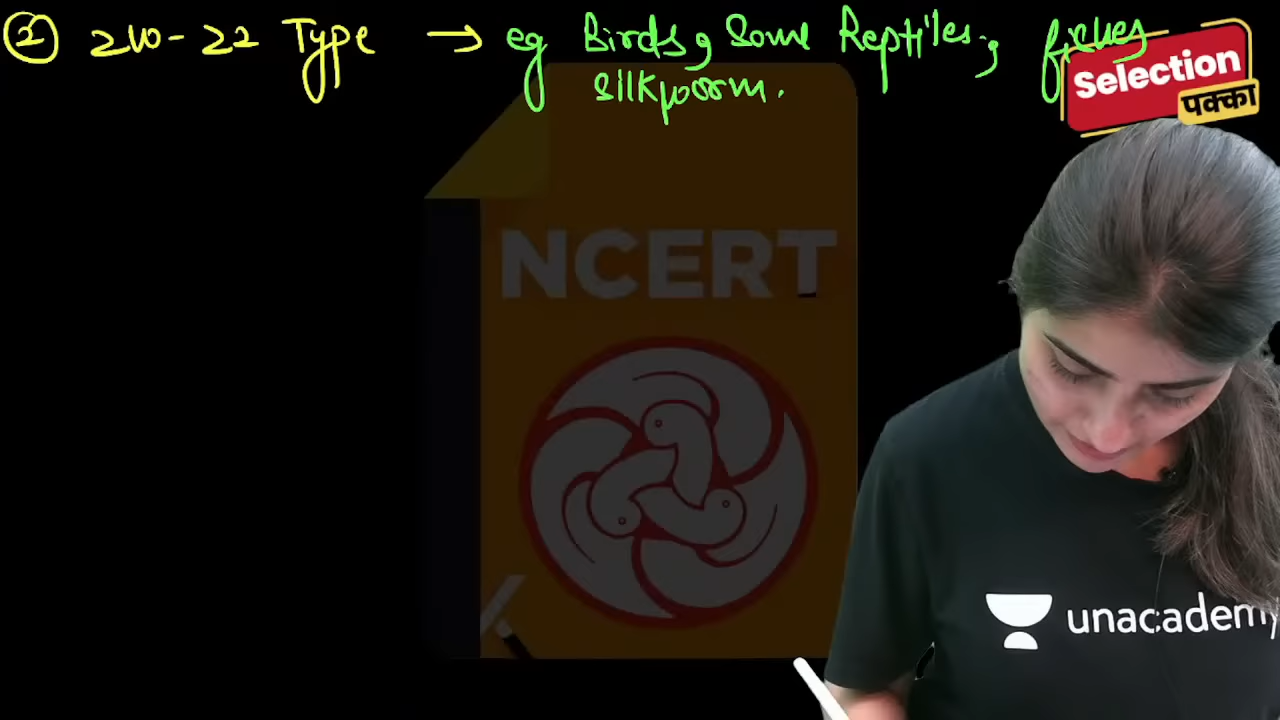 ② ZW-ZZ Type → eg Birds, Some Reptiles, fishes
silkworm.
Selection
पक्का
NCERT
unacademy